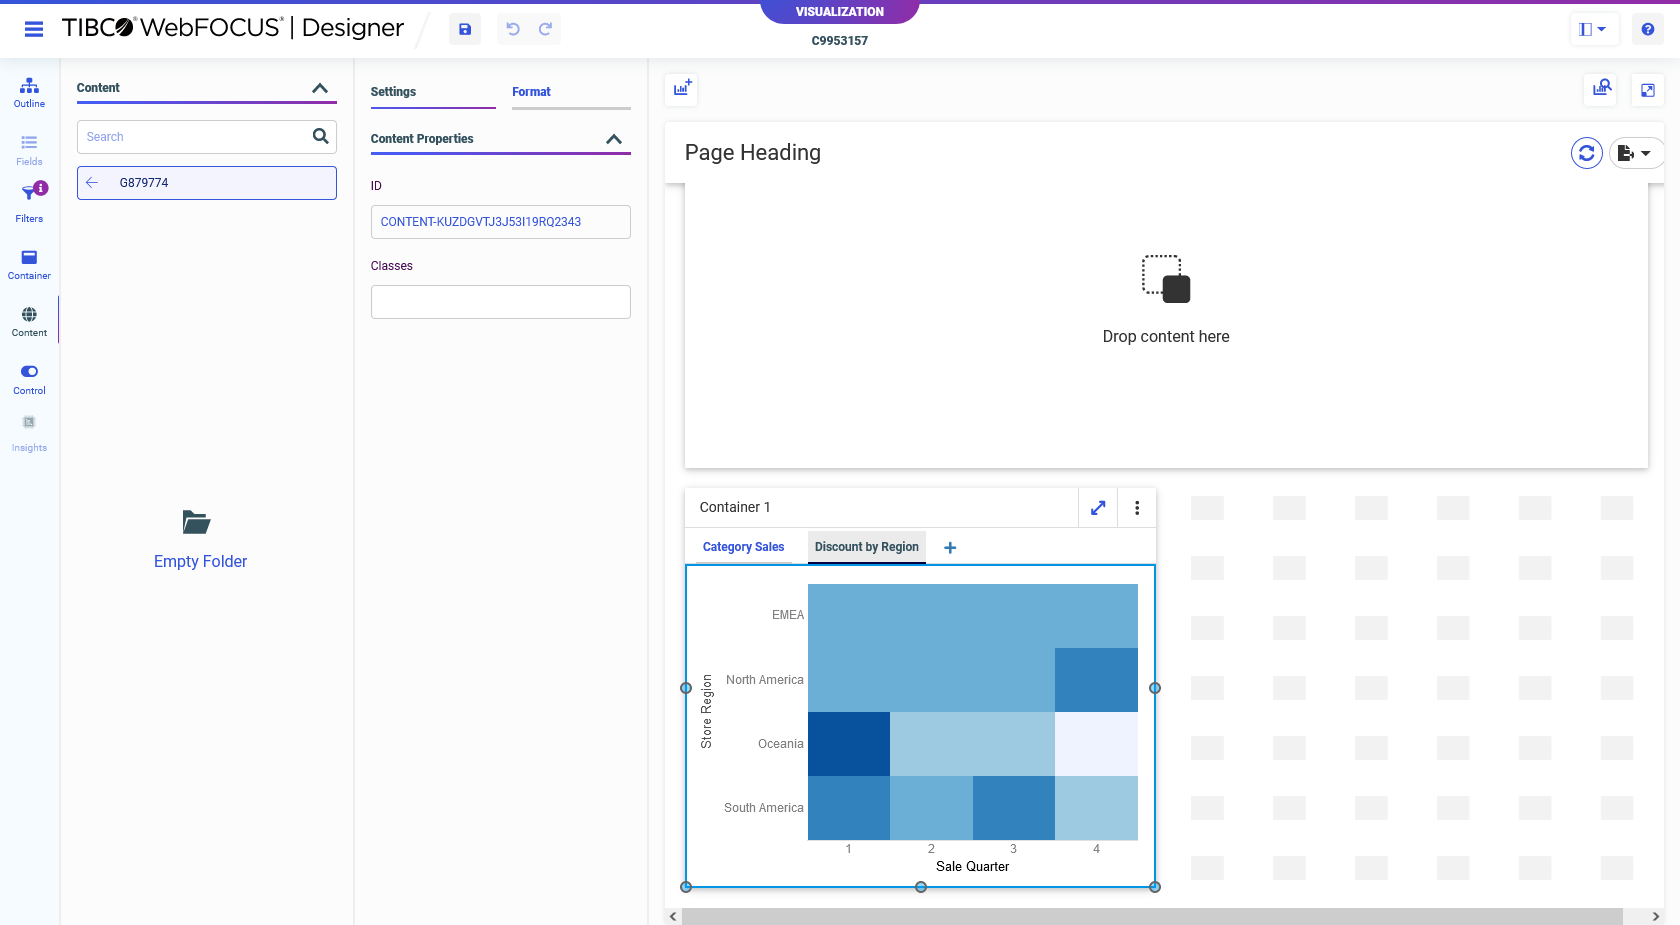 VISUALIZATION
TIBCO® WebFOCUS® | Designer
C9953157
Outline
Fields
Filters
Container
Content
Control
Insights
Content
Search
G879774
Empty Folder
Settings
Format
Content Properties
ID
CONTENT-KUZDGVTJ3J53I19RQ2343
Classes
Page Heading
Drop content here
Container 1
Category Sales
Discount by Region
Store Region
EMEA
North America
Oceania
South America
1 2 3 4
Sale Quarter